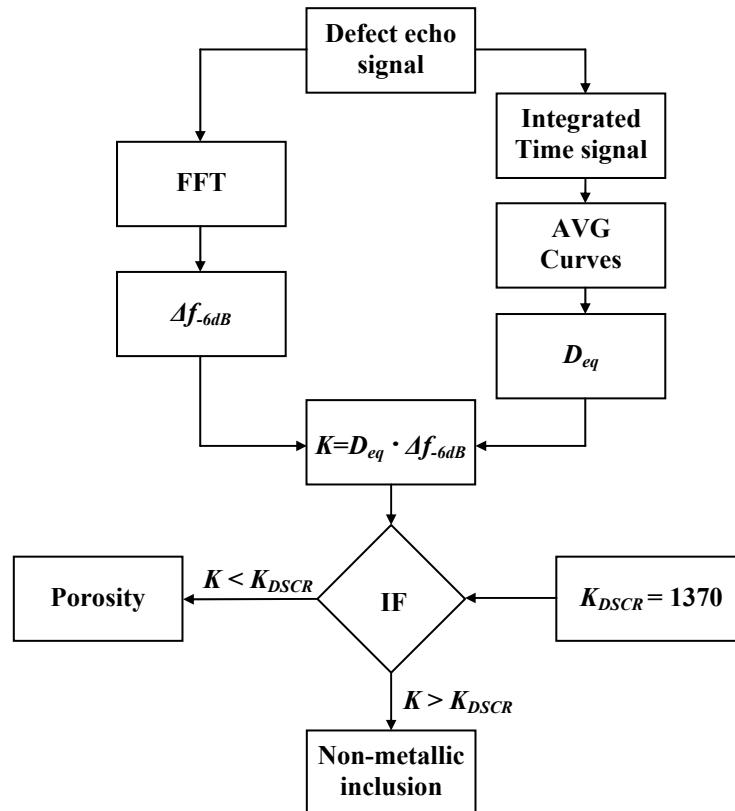 Defect echo
signal
Integrated
Time signal
FFT
AVG
Curves
Δf-6dB
Deq
K=Deq · Δf-6dB
Porosity
K < KDSCR
IF
KDSCR = 1370
K > KDSCR
Non-metallic
inclusion